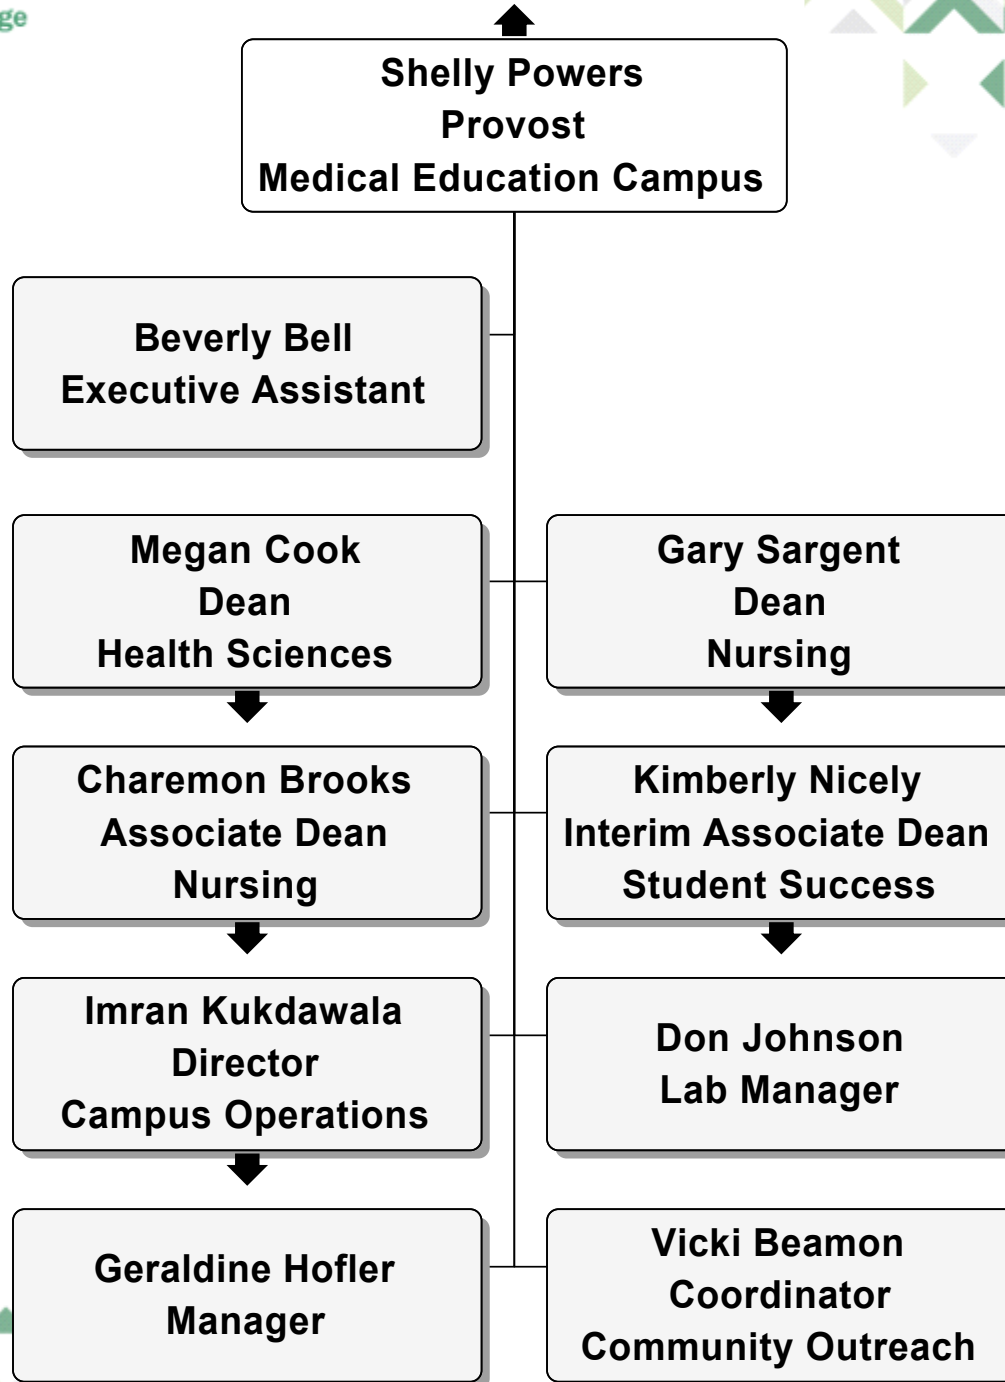 ge
Shelly Powers
Provost
Medical Education Campus
Beverly Bell
Executive Assistant
Megan Cook
Dean
Health Sciences
Gary Sargent
Dean
Nursing
Charemon Brooks
Associate Dean
Nursing
Kimberly Nicely
Interim Associate Dean
Student Success
Imran Kukdawala
Director
Campus Operations
Don Johnson
Lab Manager
Geraldine Hofler
Manager
Vicki Beamon
Coordinator
Community Outreach